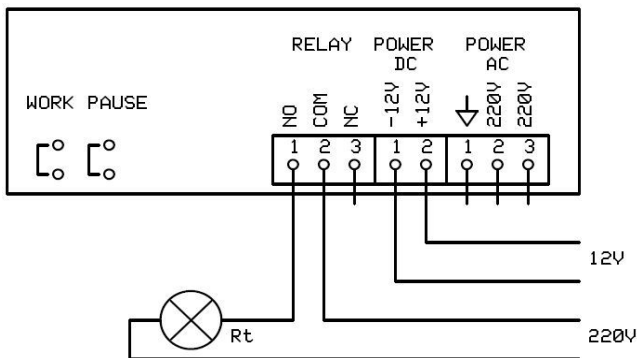 RELAY POWER DC POWER AC
WORK PAUSE
NO COM NC -12V +12V 220V 220V
1 2 3 1 2 1 2 3
12V
Rt
220V